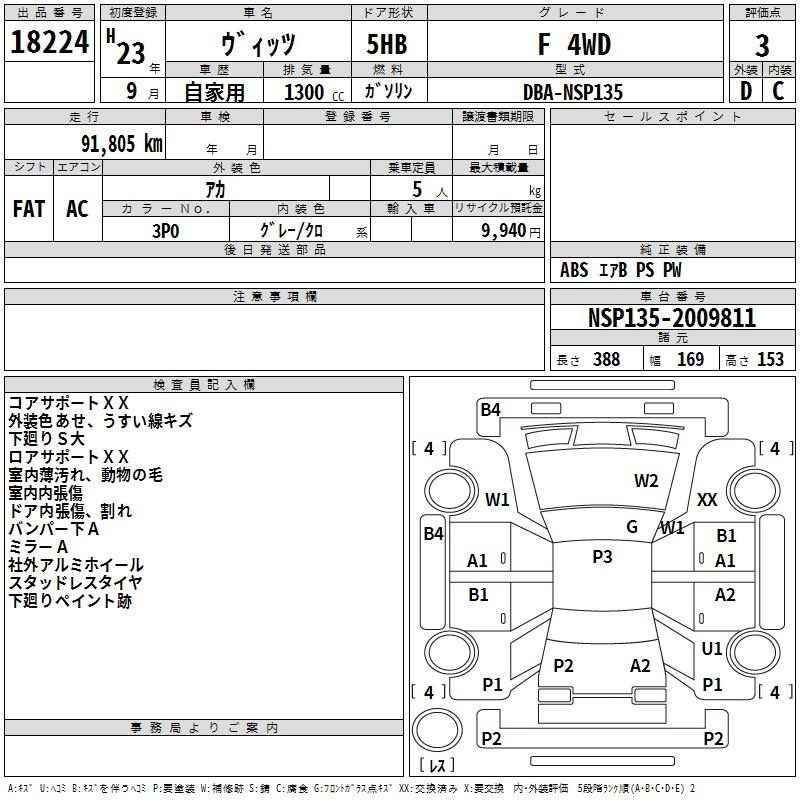 出品番号 初度登録 車名 ドア形状 グレード 評価点
18224 H23年 ヴィッツ 5HB F 4WD 3
車歴 排気量 燃料 型式 外装 内装
9月 自家用 1300 CC ｶﾞｿﾘﾝ DBA-NSP135 D C
走行 車検 登録番号 譲渡書類期限 セールスポイント
91,805 km 年 月 月 日
シフト エアコン 外装色 乗車定員 最大積載量
FAT AC ｱｶ 5 人 kg
カラーNo. 内装色 輸入車 リサイクル預託金
3P0 ｸﾞﾚｰ/ｸﾛ 系 9,940 円
後日発送部品 純正装備
ABS ｴｱB PS PW
注意事項欄 車台番号
NSP135-2009811
諸元
長さ 388 幅 169 高さ 153
検査員記入欄
コアサポートＸＸ
外装色あせ、うすい線キズ
下廻りＳ大
ロアサポートＸＸ
室内薄汚れ、動物の毛
室内内張傷
ドア内張傷、割れ
バンパー下Ａ
ミラーＡ
社外アルミホイール
スタッドレスタイヤ
下廻りペイント跡
事務局よりご案内
B4
[ 4 ] [ 4 ]
W2
W1 XX
G W1
B4 B1
P3
A1 A1
B1 A2
U1
P2 A2
P1 P1
[ 4 ] [ 4 ]
P2 P2
[ ﾚｽ ]
A:ｷｽﾞ U:ﾍｺﾐ B:ｷｽﾞを伴うﾍｺﾐ P:要塗装 W:補修跡 S:錆 C:腐食 G:ﾌﾛﾝﾄｶﾞﾗｽ点ｷｽﾞ XX:交換済み X:要交換 内・外装評価 5段階ﾗﾝｸ順(A・B・C・D・E) 2